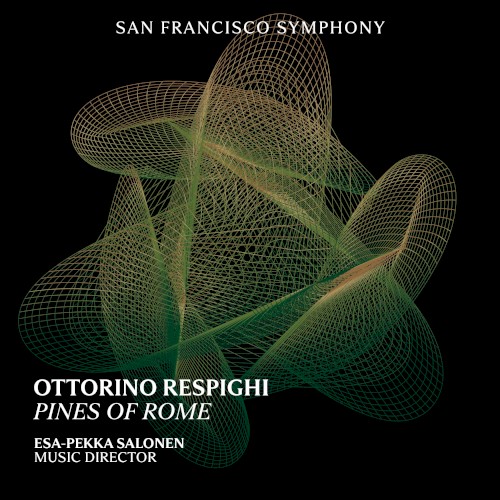 SAN FRANCISCO SYMPHONY
OTTORINO RESPIGHI
PINES OF ROME
ESA-PEKKA SALONEN
MUSIC DIRECTOR